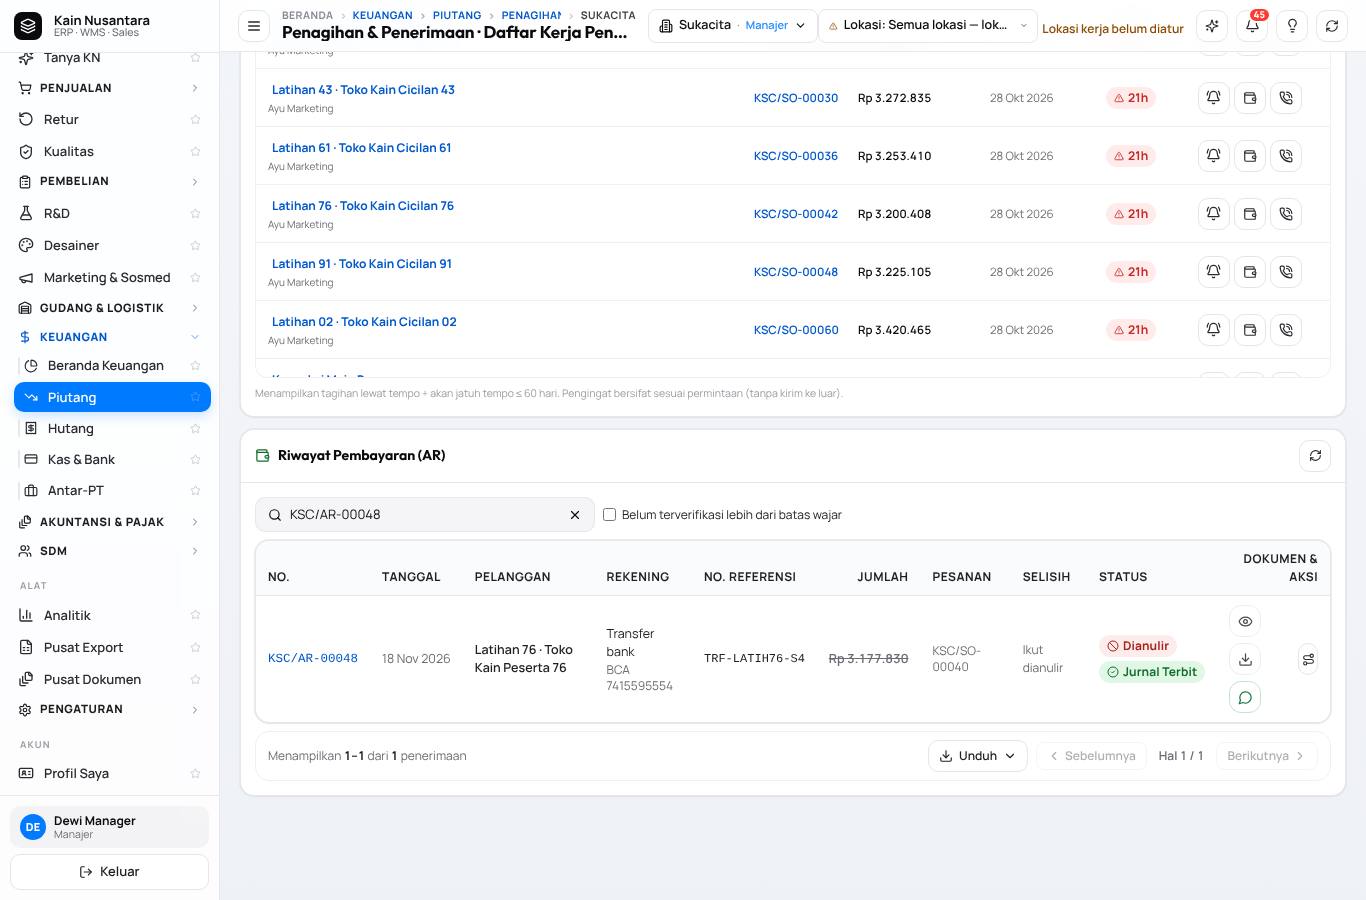 Kain Nusantara
ERP · WMS · Sales
Tanya KN
PENJUALAN
Retur
Kualitas
PEMBELIAN
R&D
Desainer
Marketing & Sosmed
GUDANG & LOGISTIK
KEUANGAN
Beranda Keuangan
Piutang
Hutang
Kas & Bank
Antar-PT
AKUNTANSI & PAJAK
SDM
ALAT
Analitik
Pusat Export
Pusat Dokumen
PENGATURAN
AKUN
Profil Saya
DE
Dewi Manager
Manajer
Keluar
BERANDA > KEUANGAN > PIUTANG > PENAGIHAN > SUKACITA
Penagihan & Penerimaan · Daftar Kerja Pen...
Sukacita · Manajer
Lokasi: Semua lokasi — lok...
Lokasi kerja belum diatur
45
Ayu Marketing
Latihan 43 · Toko Kain Cicilan 43
Ayu Marketing
KSC/SO-00030 Rp 3.272.835 28 Okt 2026 21h
Latihan 61 · Toko Kain Cicilan 61
Ayu Marketing
KSC/SO-00036 Rp 3.253.410 28 Okt 2026 21h
Latihan 76 · Toko Kain Cicilan 76
Ayu Marketing
KSC/SO-00042 Rp 3.200.408 28 Okt 2026 21h
Latihan 91 · Toko Kain Cicilan 91
Ayu Marketing
KSC/SO-00048 Rp 3.225.105 28 Okt 2026 21h
Latihan 02 · Toko Kain Cicilan 02
Ayu Marketing
KSC/SO-00060 Rp 3.420.465 28 Okt 2026 21h
Menampilkan tagihan lewat tempo + akan jatuh tempo ≤ 60 hari. Pengingat bersifat sesuai permintaan (tanpa kirim ke luar).
Riwayat Pembayaran (AR)
KSC/AR-00048
Belum terverifikasi lebih dari batas wajar
NO. TANGGAL PELANGGAN REKENING NO. REFERENSI JUMLAH PESANAN SELISIH STATUS DOKUMEN & AKSI
KSC/AR-00048
18 Nov 2026
Latihan 76 · Toko
Kain Peserta 76
Transfer
bank
BCA
7415595554
TRF-LATIH76-S4
Rp 3.177.830
KSC/SO-
00040
Ikut
dianulir
Dianulir
Jurnal Terbit
Menampilkan 1–1 dari 1 penerimaan
Unduh
Sebelumnya
Hal 1 / 1
Berikutnya